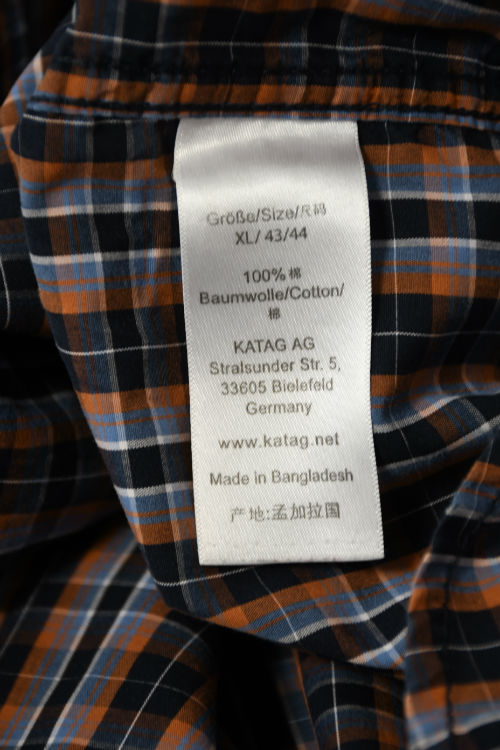 Größe/Size/尺码
XL/ 43/44
100% 棉
Baumwolle/Cotton/
棉
KATAG AG
Stralsunder Str. 5,
33605 Bielefeld
Germany
www.katag.net
Made in Bangladesh
产地:孟加拉国